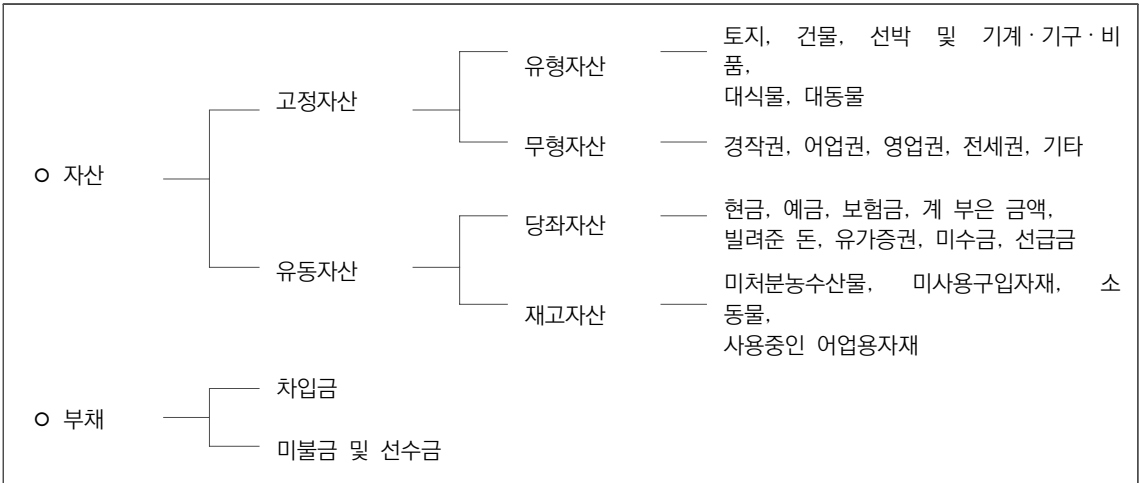 토지, 건물, 선박 및 기계·기구·비
품,
유형자산
대식물, 대동물
고정자산
무형자산
경작권, 어업권, 영업권, 전세권, 기타
ㅇ 자산
현금, 예금, 보험금, 계 부은 금액,
당좌자산
빌려준 돈, 유가증권, 미수금, 선급금
유동자산
미처분농수산물, 미사용구입자재, 소
동물,
재고자산
사용중인 어업용자재
차입금
ㅇ 부채
미불금 및 선수금